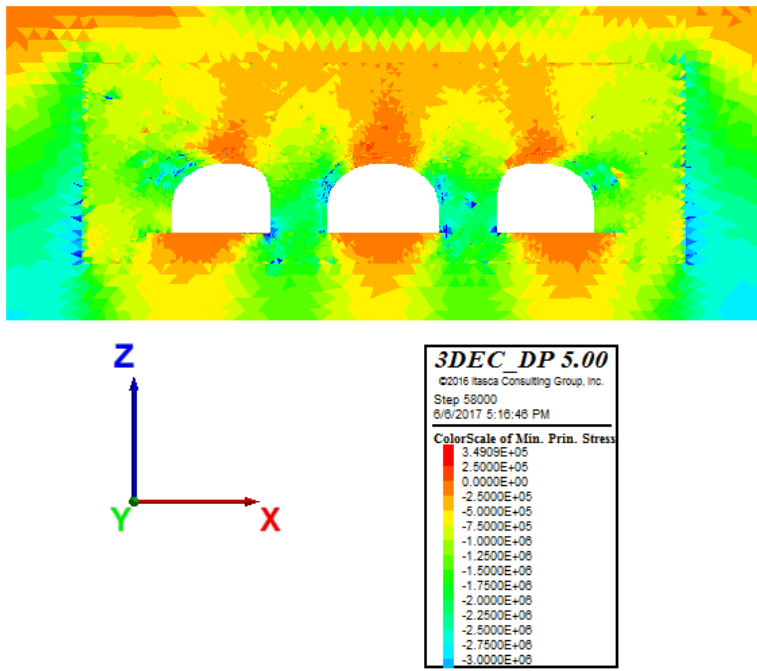 Z
Y
X
3DEC_DP 5.00
©2016 Itasca Consulting Group, Inc.
Step 58000
6/6/2017 5:16:46 PM
ColorScale of Min. Prin. Stress
3.4909E+05
2.5000E+05
0.0000E+00
-2.5000E+05
-5.0000E+05
-7.5000E+05
-1.0000E+06
-1.2500E+06
-1.5000E+06
-1.7500E+06
-2.0000E+06
-2.2500E+06
-2.5000E+06
-2.7500E+06
-3.0000E+06